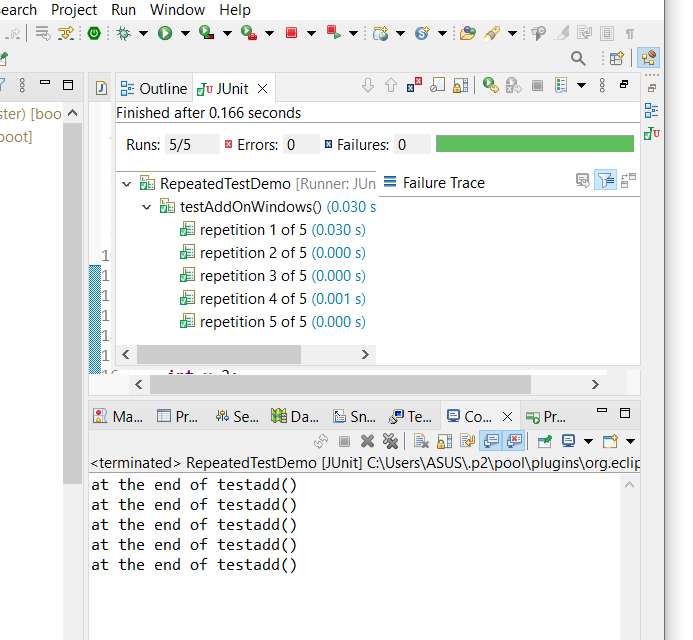 earch Project Run Window Help
ster) [boo
boot]
Outline JUnit
Finished after 0.166 seconds
Runs: 5/5 Errors: 0 Failures: 0
RepeatedTestDemo [Runner: JUn
Failure Trace
testAddOnWindows() (0.030 s
repetition 1 of 5 (0.030 s)
repetition 2 of 5 (0.000 s)
repetition 3 of 5 (0.000 s)
repetition 4 of 5 (0.001 s)
repetition 5 of 5 (0.000 s)
Ma... Pr... Se... Da... Sn... Te... Co... Pr...
<terminated> RepeatedTestDemo [JUnit] C:\Users\ASUS\.p2\pool\plugins\org.eclip
at the end of testadd()
at the end of testadd()
at the end of testadd()
at the end of testadd()
at the end of testadd()